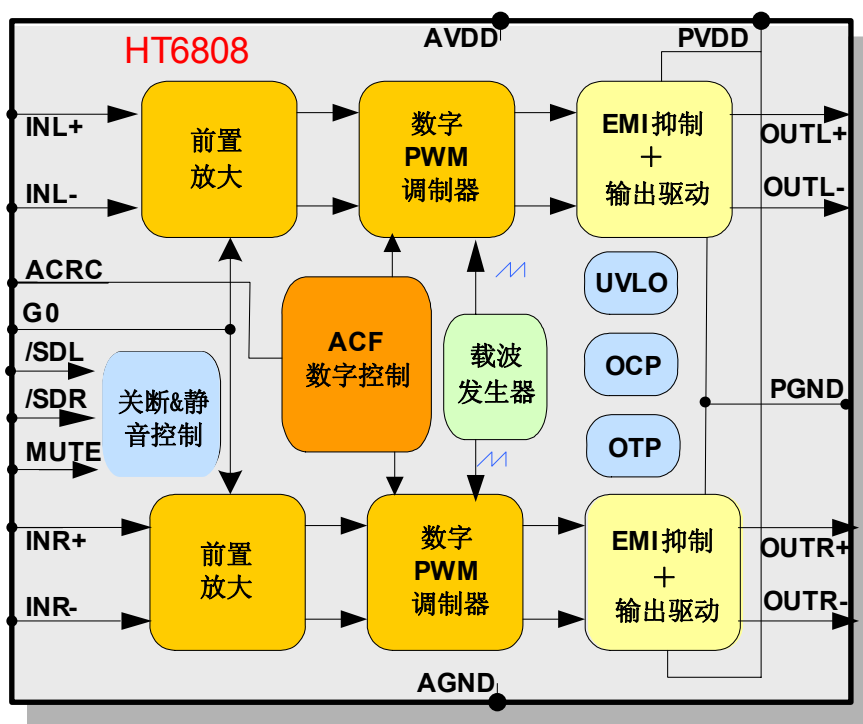 HT6808
AVDD
PVDD
INL+
INL-
前置
放大
数字
PWM
调制器
EMI抑制
+
输出驱动
OUTL+
OUTL-
ACRC
G0
/SDL
/SDR
MUTE
关断&静
音控制
ACF
数字控制
载波
发生器
UVLO
OCP
OTP
PGND
INR+
INR-
前置
放大
数字
PWM
调制器
EMI抑制
+
输出驱动
OUTR+
OUTR-
AGND